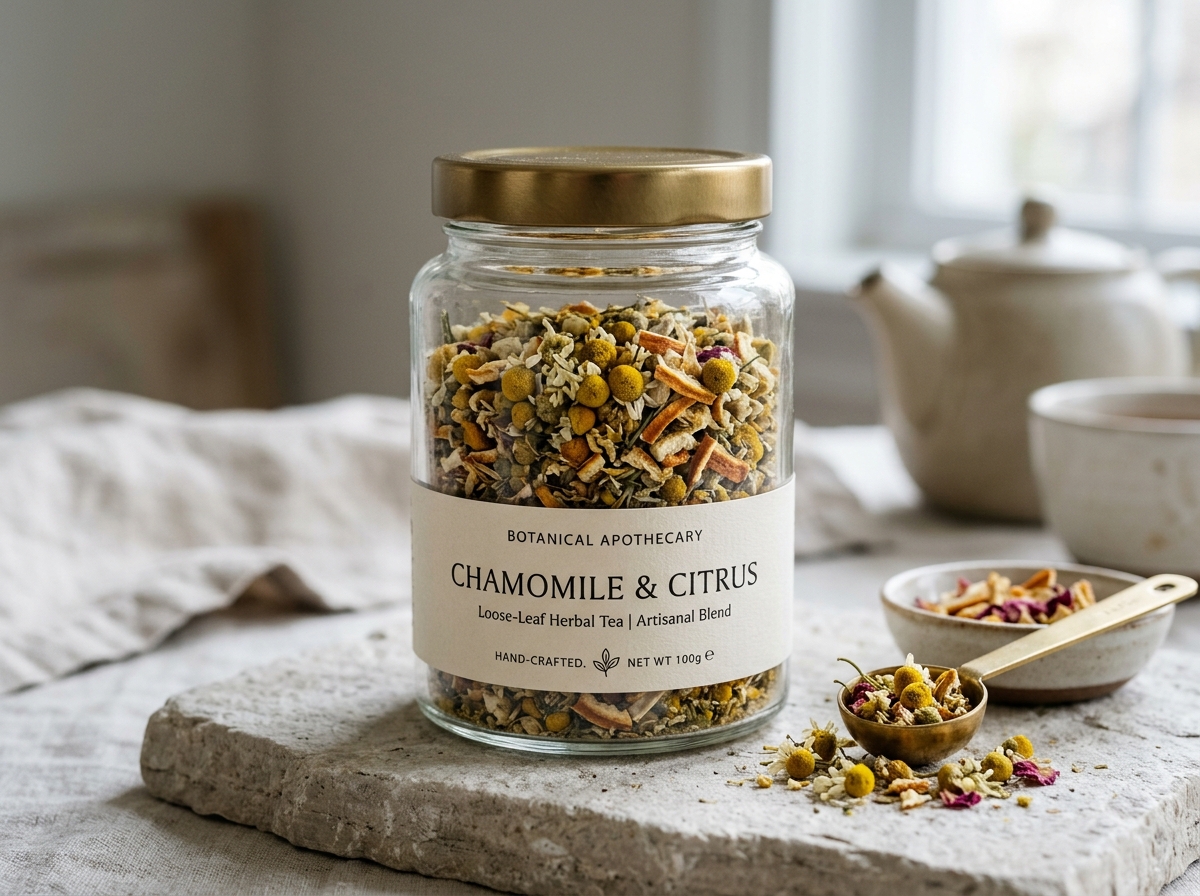 BOTANICAL APOTHECARY
CHAMOMILE & CITRUS
Loose-Leaf Herbal Tea | Artisanal Blend
HAND-CRAFTED. NET WT 100g ℮